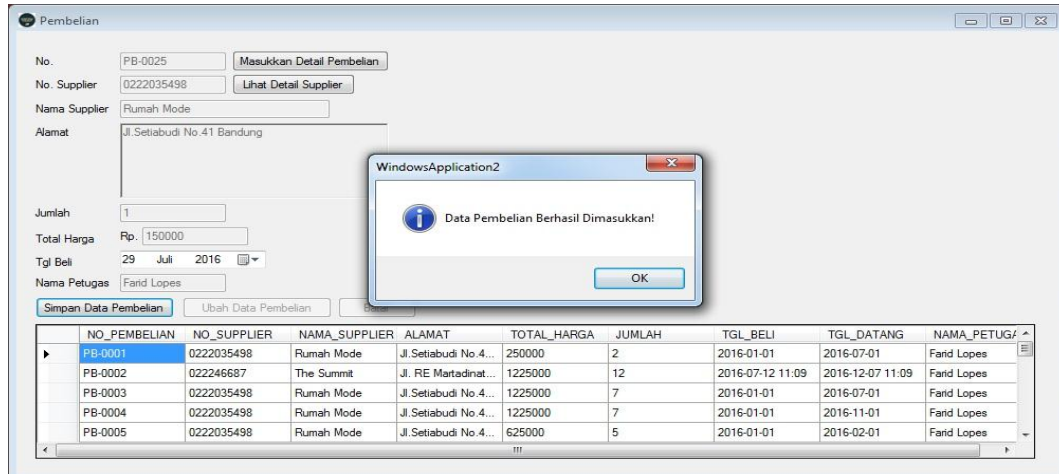 Pembelian
No. PB-0025 Masukkan Detail Pembelian
No. Supplier 0222035498 Lihat Detail Supplier
Nama Supplier Rumah Mode
Alamat Jl.Setiabudi No.41 Bandung
WindowsApplication2
Data Pembelian Berhasil Dimasukkan!
OK
Jumlah 1
Total Harga Rp. 150000
Tgl Beli 29 Juli 2016
Nama Petugas Farid Lopes
Simpan Data Pembelian Ubah Data Pembelian
NO_PEMBELIAN NO_SUPPLIER NAMA_SUPPLIER ALAMAT TOTAL_HARGA JUMLAH TGL_BELI TGL_DATANG NAMA_PETUGA
PB-0001 0222035498 Rumah Mode Jl.Setiabudi No.4... 250000 2 2016-01-01 2016-07-01 Farid Lopes
PB-0002 022246687 The Summit Jl. RE Martadinat... 1225000 12 2016-07-12 11:09 2016-12-07 11:09 Farid Lopes
PB-0003 0222035498 Rumah Mode Jl.Setiabudi No.4... 1225000 7 2016-01-01 2016-07-01 Farid Lopes
PB-0004 0222035498 Rumah Mode Jl.Setiabudi No.4... 1225000 7 2016-01-01 2016-11-01 Farid Lopes
PB-0005 0222035498 Rumah Mode Jl.Setiabudi No.4... 625000 5 2016-01-01 2016-02-01 Farid Lopes